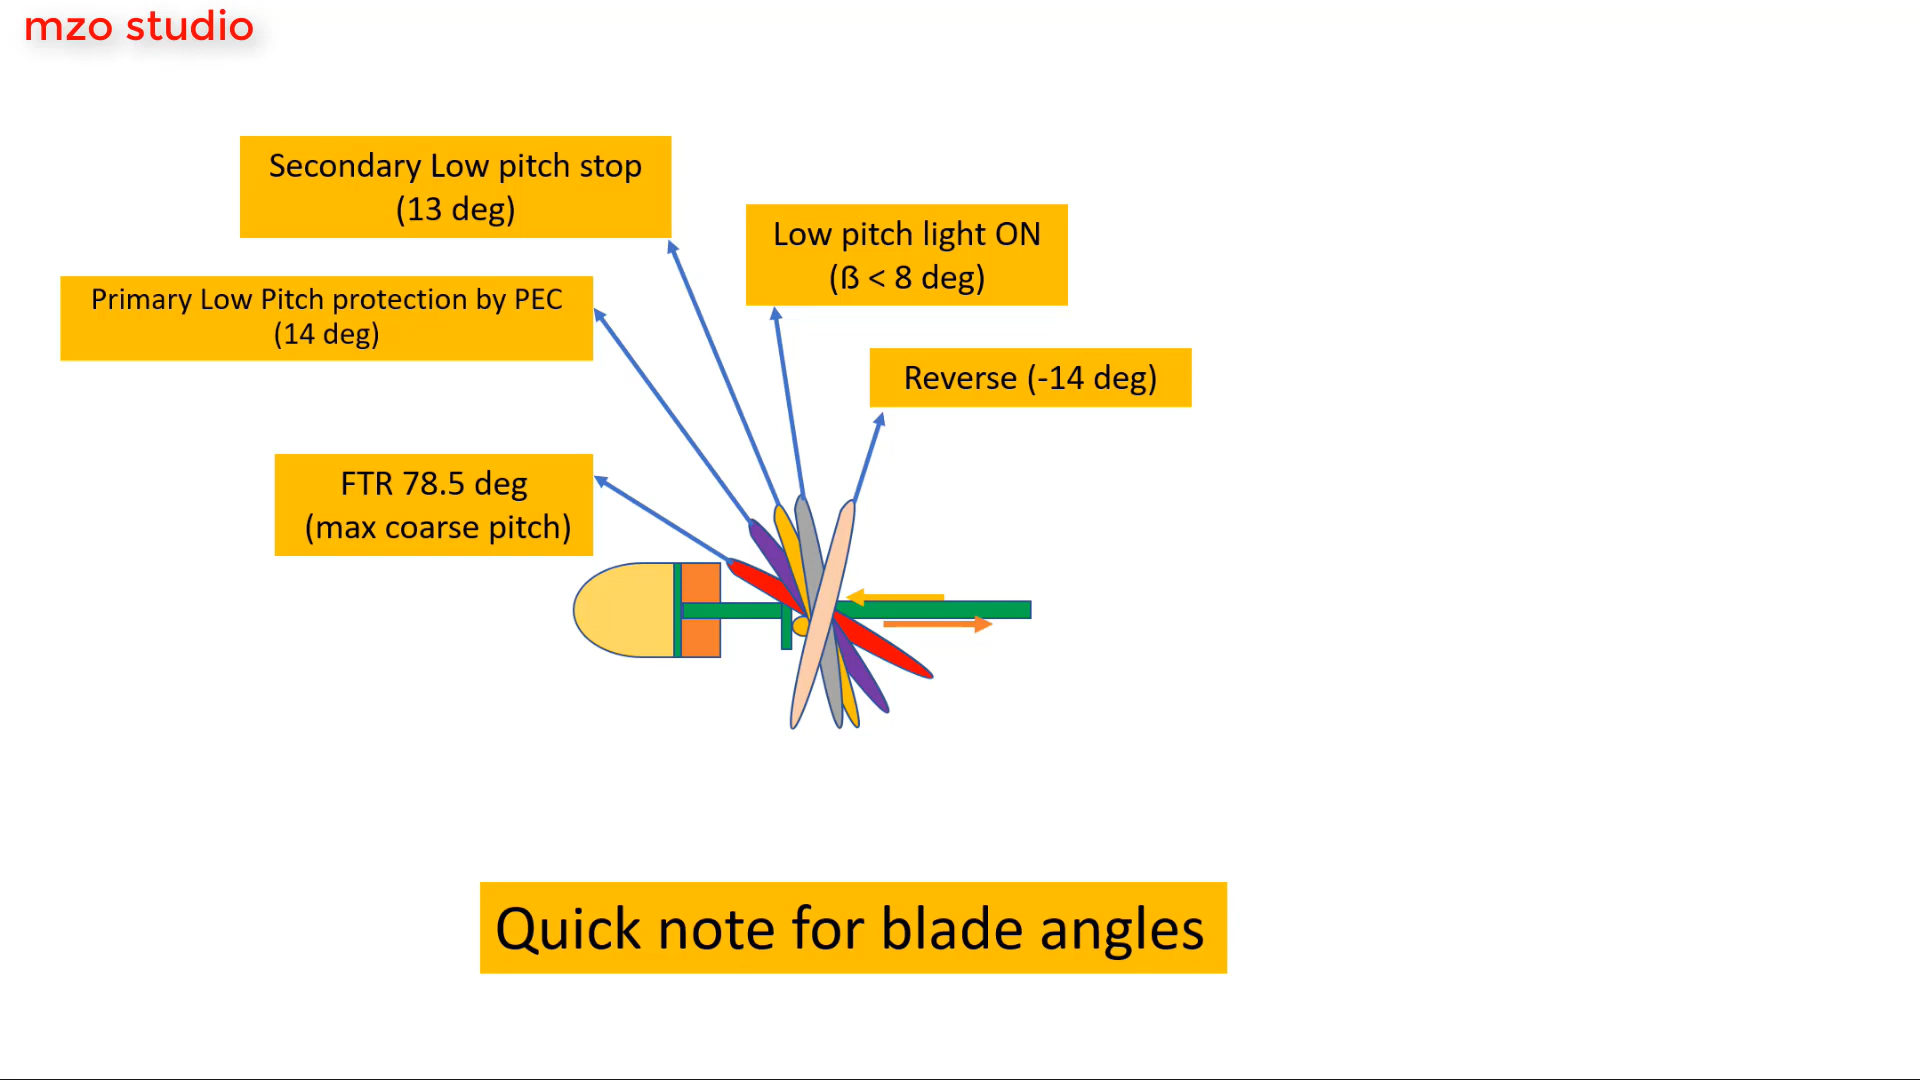 mzo studio
Secondary Low pitch stop
(13 deg)
Low pitch light ON
(ß < 8 deg)
Primary Low Pitch protection by PEC
(14 deg)
Reverse (-14 deg)
FTR 78.5 deg
(max coarse pitch)
Quick note for blade angles